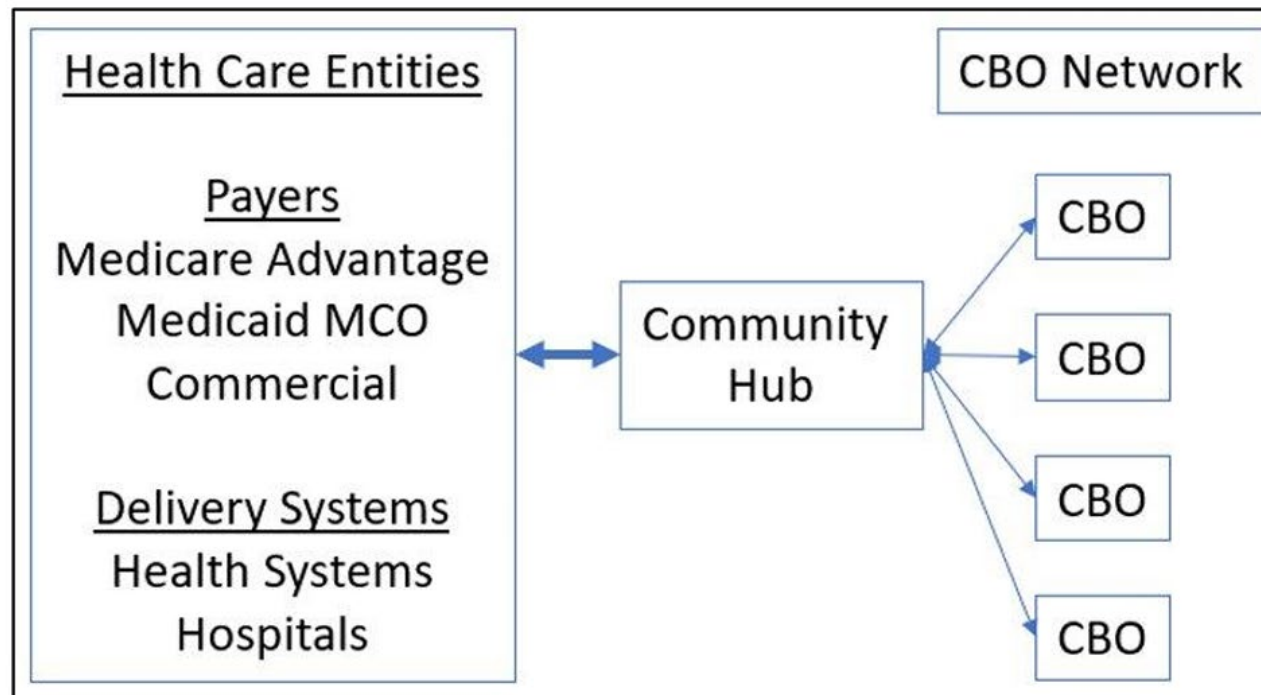 Health Care Entities
Payers
Medicare Advantage
Medicaid MCO
Commercial
Delivery Systems
Health Systems
Hospitals
Community
Hub
CBO Network
CBO
CBO
CBO
CBO